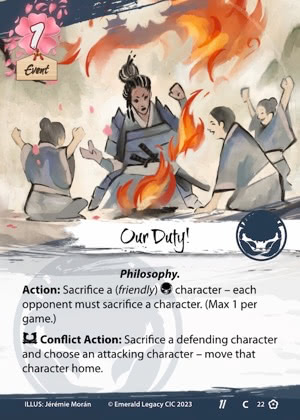 1
Event
Our Duty!
Philosophy.
Action: Sacrifice a (friendly) character – each
opponent must sacrifice a character. (Max 1 per
game.)
Conflict Action: Sacrifice a defending character
and choose an attacking character – move that
character home.
ILLUS: Jérémie Morán © Emerald Legacy CIC 2023 C 22